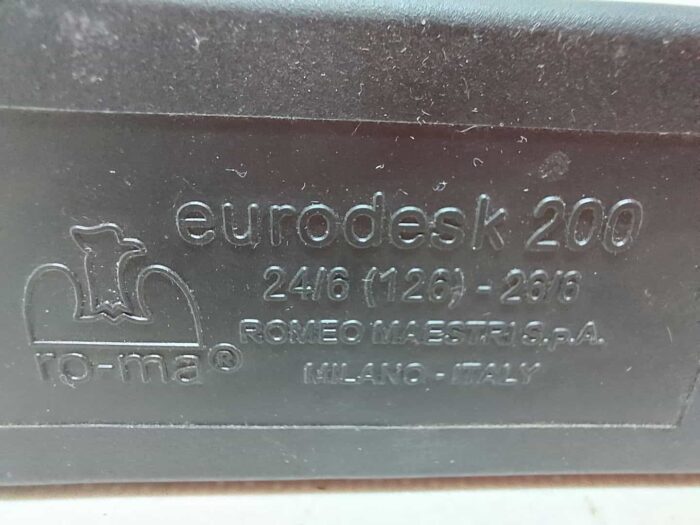 eurodesk 200
24/6 (126) - 26/6
ROMEO MAESTRI S.p.A.
MILANO - ITALY
ro-ma®